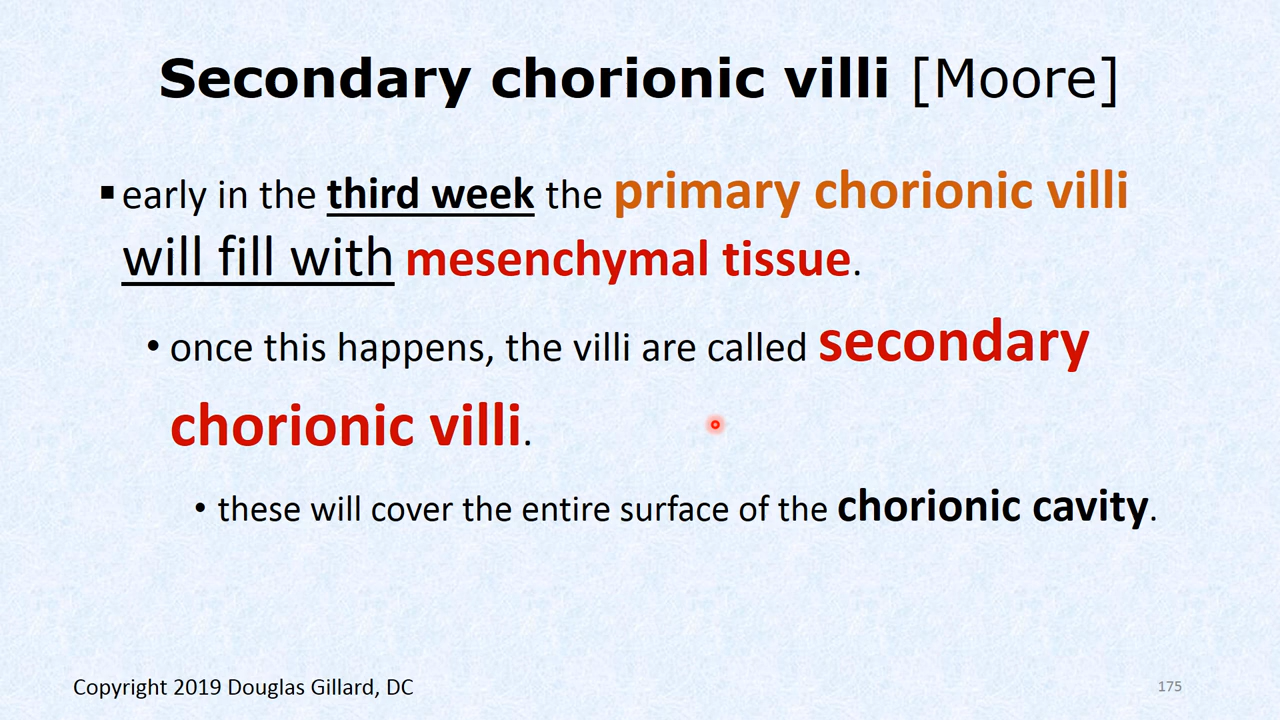 Secondary chorionic villi [Moore]
▪ early in the third week the primary chorionic villi
will fill with mesenchymal tissue.
• once this happens, the villi are called secondary
chorionic villi.
• these will cover the entire surface of the chorionic cavity.
Copyright 2019 Douglas Gillard, DC
175